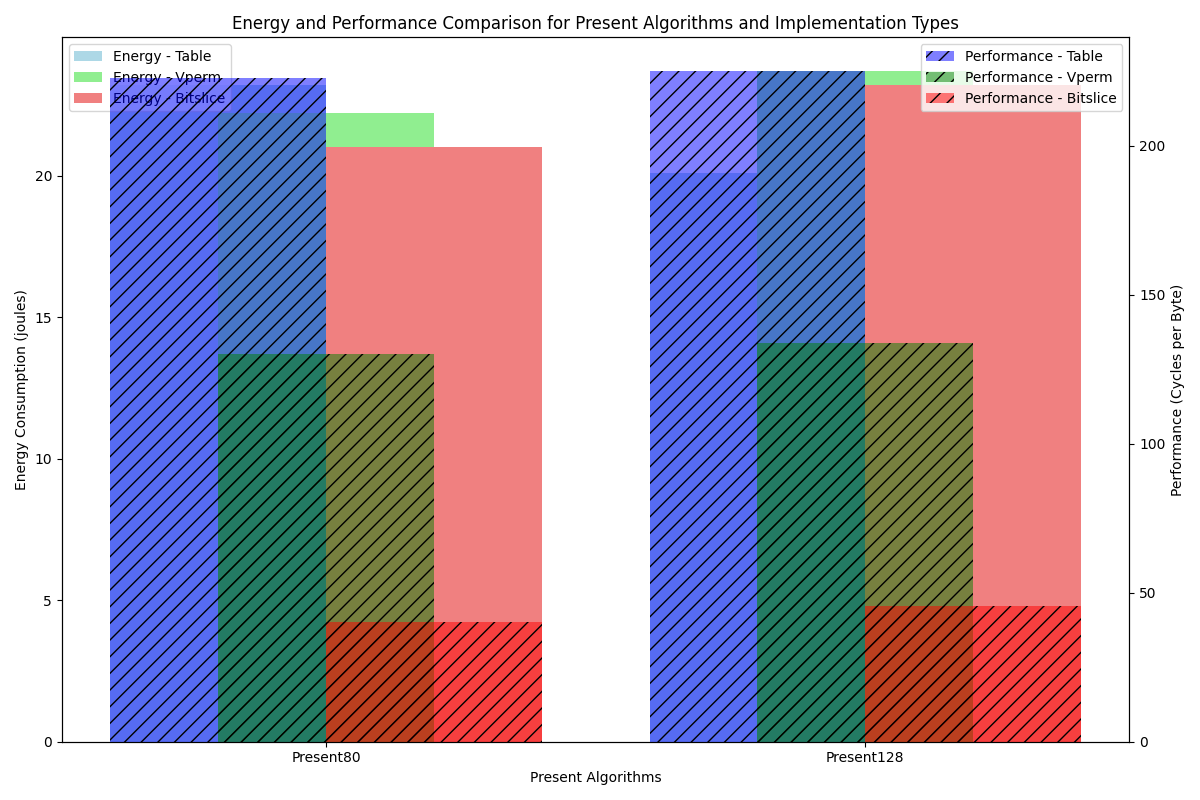 Energy and Performance Comparison for Present Algorithms and Implementation Types
Energy - Table
Energy - Vperm
Energy - Bitslice
Performance - Table
Performance - Vperm
Performance - Bitslice
Energy Consumption (joules)
20
15
10
5
0
Performance (Cycles per Byte)
200
150
100
50
0
Present80
Present128
Present Algorithms